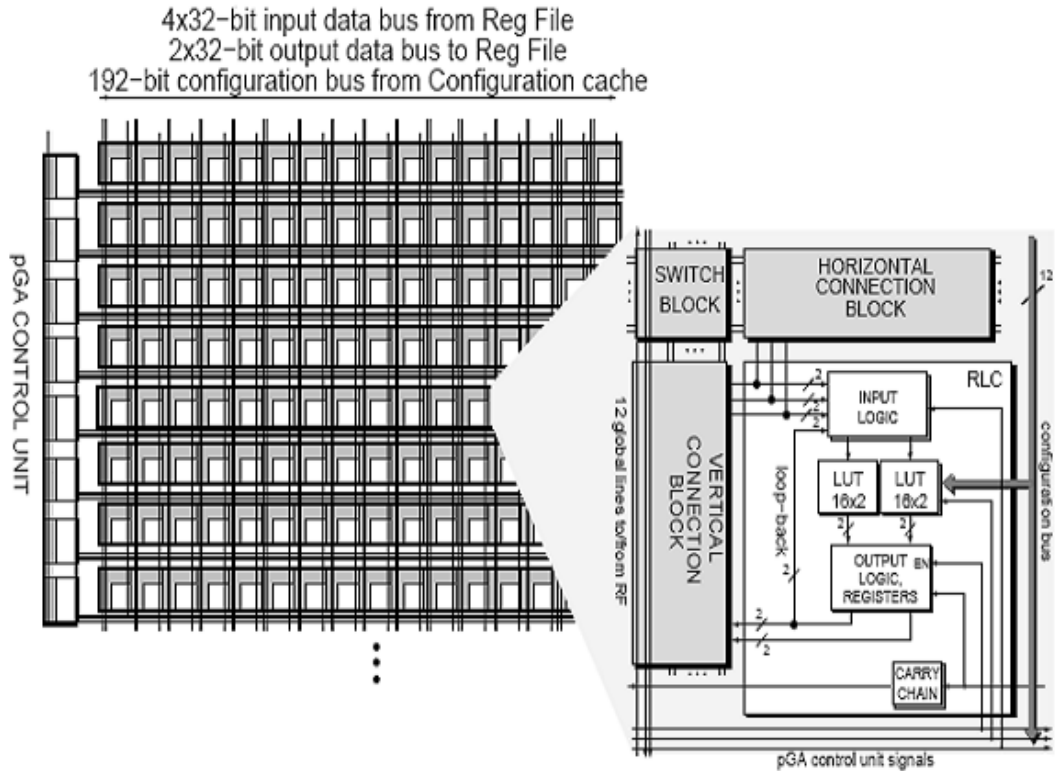 4x32-bit input data bus from Reg File
2x32-bit output data bus to Reg File
192-bit configuration bus from Configuration cache
pGA CONTROL UNIT
SWITCH
BLOCK
HORIZONTAL
CONNECTION
BLOCK
12
12 global lines to/from RF
VERTICAL
CONNECTION
BLOCK
RLC
2
2
2
2
INPUT
LOGIC
LUT
16x2
LUT
16x2
configuration bus
loop-back
2
2
2
OUTPUT
LOGIC,
REGISTERS
EN
2
2
CARRY
CHAIN
pGA control unit signals